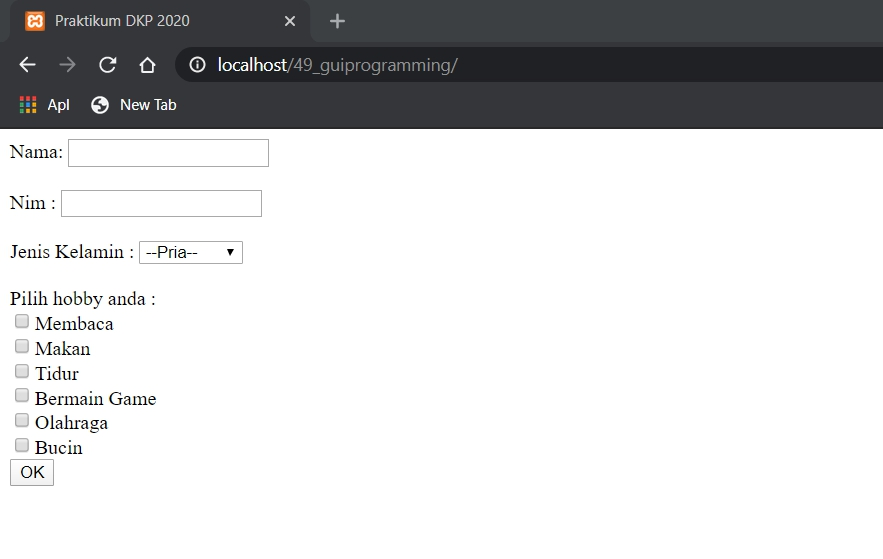 Praktikum DKP 2020
localhost/49_guiprogramming/
Apl New Tab
Nama:
Nim :
Jenis Kelamin : --Pria--
Pilih hobby anda :
Membaca
Makan
Tidur
Bermain Game
Olahraga
Bucin
OK